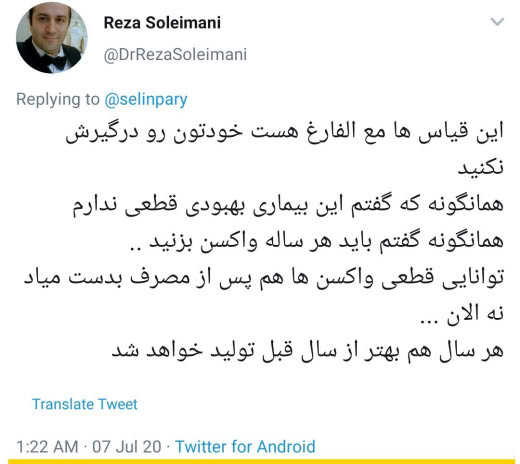 Reza Soleimani
@DrRezaSoleimani
Replying to @selinpary
این قیاس ها مع الفارغ هست خودتون رو درگیرش
نکنید
همانگونه که گفتم این بیماری بهبودی قطعی ندارم
همانگونه گفتم باید هر ساله واکسن بزنید ..
توانایی قطعی واکسن ها هم پس از مصرف بدست میاد
نه الان ...
هر سال هم بهتر از سال قبل تولید خواهد شد
Translate Tweet
1:22 AM · 07 Jul 20 · Twitter for Android